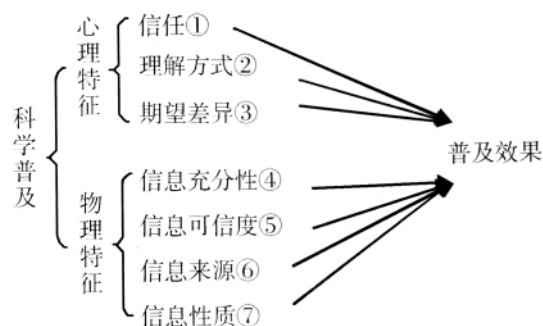 科学普及
心理特征
信任①
理解方式②
期望差异③
物理特征
信息充分性④
信息可信度⑤
信息来源⑥
信息性质⑦
普及效果